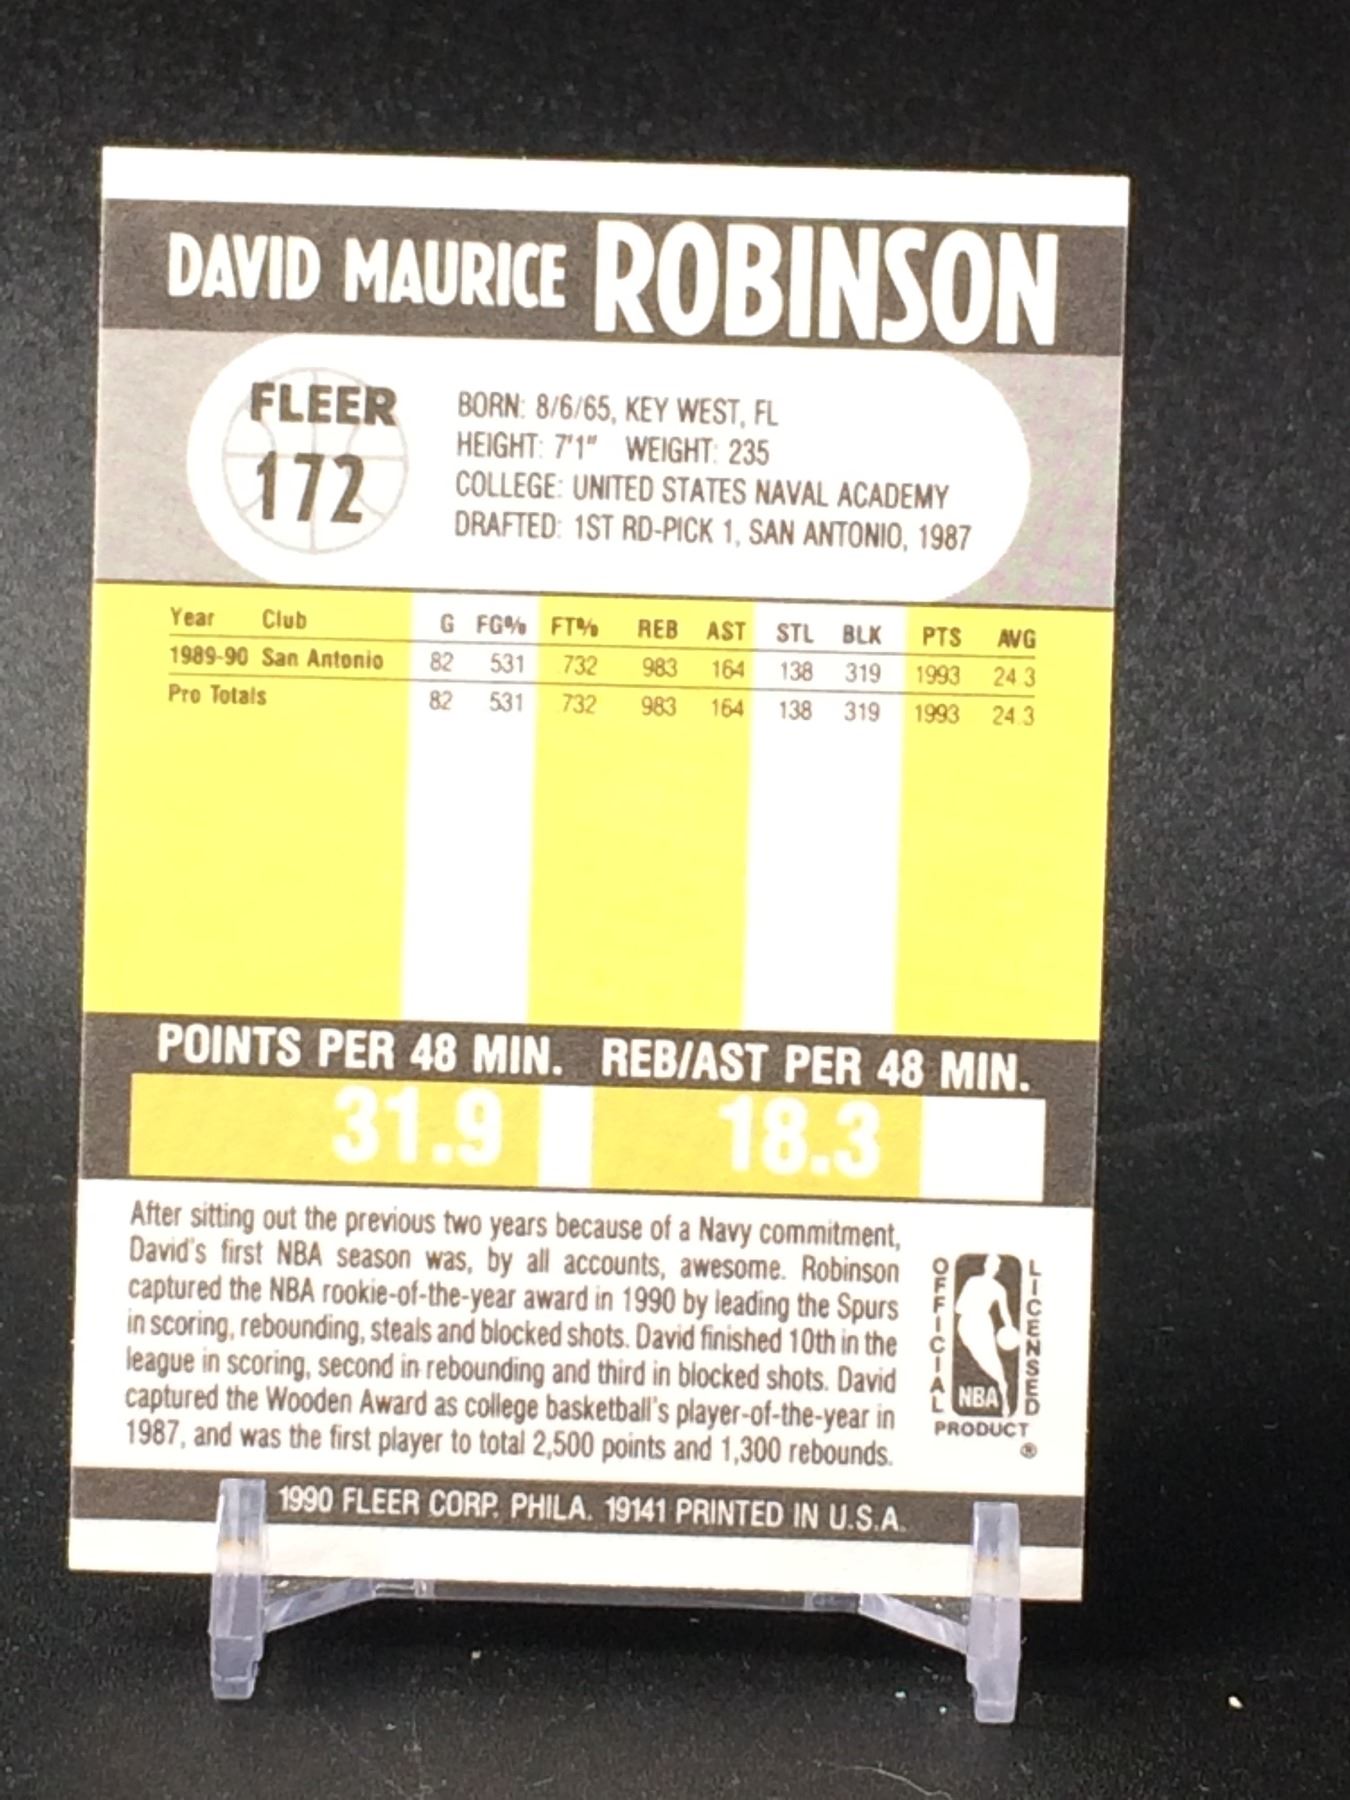 DAVID MAURICE ROBINSON
FLEER
172
BORN: 8/6/65, KEY WEST, FL
HEIGHT: 7'1" WEIGHT: 235
COLLEGE: UNITED STATES NAVAL ACADEMY
DRAFTED: 1ST RD-PICK 1, SAN ANTONIO, 1987
Year Club G FG% FT% REB AST STL BLK PTS AVG
1989-90 San Antonio 82 .531 .732 983 164 138 319 1993 24.3
Pro Totals 82 .531 .732 983 164 138 319 1993 24.3
POINTS PER 48 MIN. REB/AST PER 48 MIN.
31.9 18.3
After sitting out the previous two years because of a Navy commitment,
David's first NBA season was, by all accounts, awesome. Robinson
captured the NBA rookie-of-the-year award in 1990 by leading the Spurs
in scoring, rebounding, steals and blocked shots. David finished 10th in the
league in scoring, second in rebounding and third in blocked shots. David
captured the Wooden Award as college basketball's player-of-the-year in
1987, and was the first player to total 2,500 points and 1,300 rebounds.
OFFICIAL LICENSED
NBA
PRODUCT
®
1990 FLEER CORP. PHILA. 19141 PRINTED IN U.S.A.